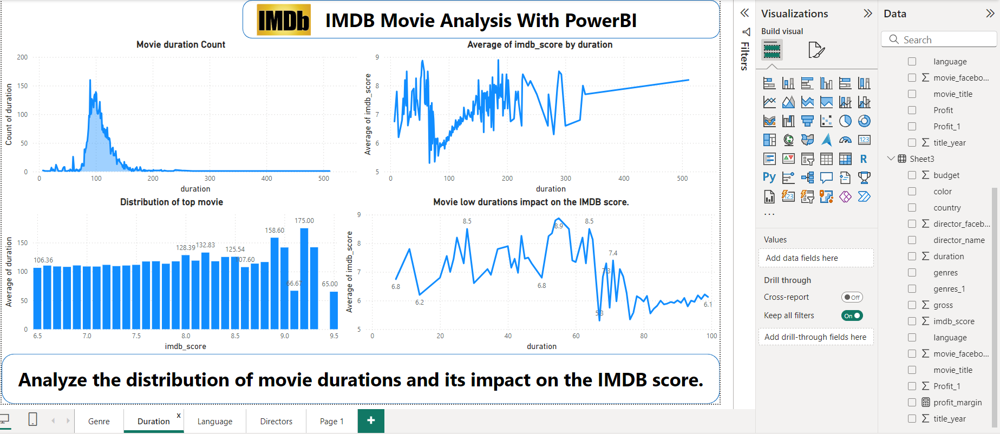 IMDb
IMDB Movie Analysis With PowerBI
Movie duration Count
Count of duration
200
150
100
50
0
0 100 200 300 400 500
duration
Average of imdb_score by duration
Average of imdb_score
9
8
7
6
5
0 100 200 300 400 500
duration
Distribution of top movie
Average of duration
150
100
50
0
106.36
128.39
132.83
125.54
107.60
158.60
175.00
66.67
65.00
6.5 7.0 7.5 8.0 8.5 9.0 9.5
imdb_score
Movie low durations impact on the IMDB score.
Average of imdb_score
9
8
7
6
5
6.8
6.2
8.5
6.8
8.9
8.5
5.3
7.3
7.4
6.1
0 20 40 60 80 100
duration
Analyze the distribution of movie durations and its impact on the IMDB score.
Genre
Duration x
Language
Directors
Page 1
+
Filters
Visualizations
Build visual
123
R
Py
123
...
Values
Add data fields here
Drill through
Cross-report Off
Keep all filters On
Add drill-through fields here
Data
Search
language
movie_facebo...
movie_title
Profit
Profit_1
title_year
Sheet3
budget
color
country
director_faceb...
director_name
duration
genres
genres_1
gross
imdb_score
language
movie_facebo...
movie_title
Profit_1
profit_margin
title_year